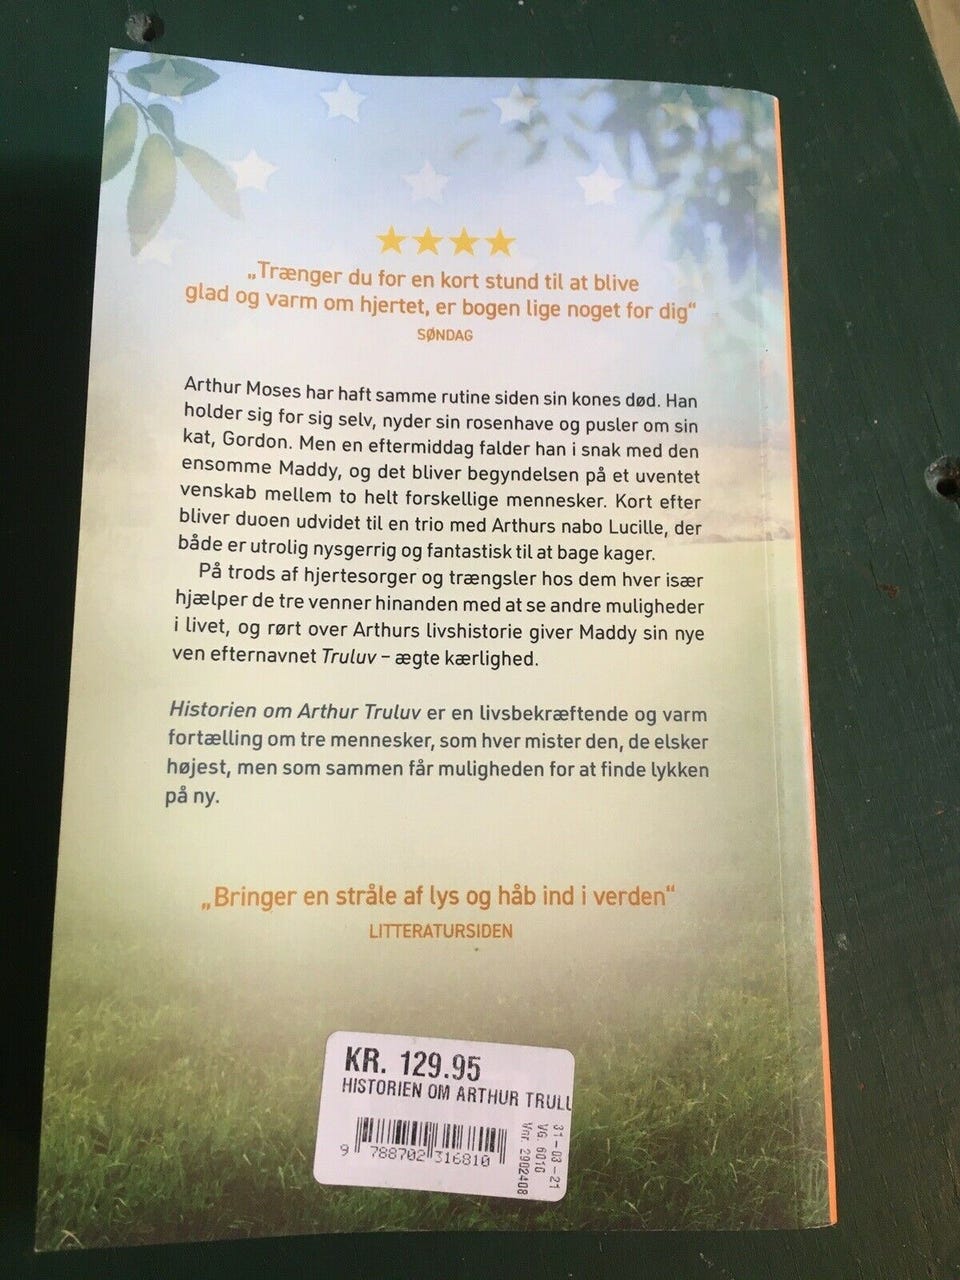 „Trænger du for en kort stund til at blive
glad og varm om hjertet, er bogen lige noget for dig“
SØNDAG
Arthur Moses har haft samme rutine siden sin kones død. Han
holder sig for sig selv, nyder sin rosenhave og pusler om sin
kat, Gordon. Men en eftermiddag falder han i snak med den
ensomme Maddy, og det bliver begyndelsen på et uventet
venskab mellem to helt forskellige mennesker. Kort efter
bliver duoen udvidet til en trio med Arthurs nabo Lucille, der
både er utrolig nysgerrig og fantastisk til at bage kager.
På trods af hjertesorger og trængsler hos dem hver især
hjælper de tre venner hinanden med at se andre muligheder
i livet, og rørt over Arthurs livshistorie giver Maddy sin nye
ven efternavnet Truluv – ægte kærlighed.
Historien om Arthur Truluv er en livsbekræftende og varm
fortælling om tre mennesker, som hver mister den, de elsker
højest, men som sammen får muligheden for at finde lykken
på ny.
„Bringer en stråle af lys og håb ind i verden“
LITTERATURSIDEN
KR. 129.95
HISTORIEN OM ARTHUR TRULU
9 788702 316810
31-03-21
VG. 6010
Vnr. 2902408